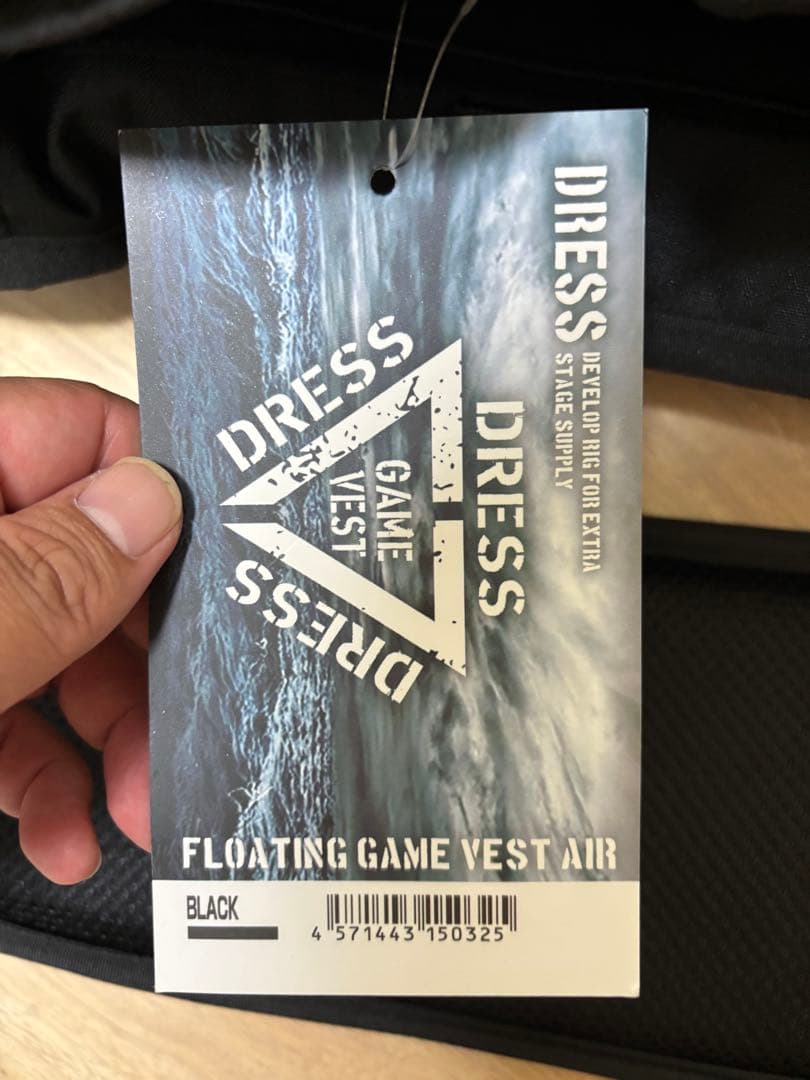 DRESS
DEVELOP RIG FOR EXTRA
STAGE SUPPLY
DRESS
DRESS
GAME
VEST
DRESS
FLOATING GAME VEST AIR
BLACK
4 571443 150325